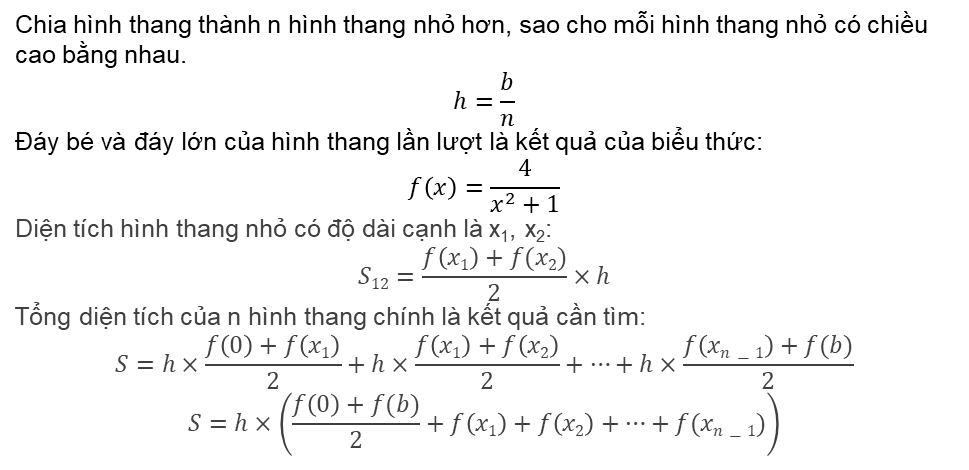 Chia hình thang thành n hình thang nhỏ hơn, sao cho mỗi hình thang nhỏ có chiều
cao bằng nhau.
h = b/n
Đáy bé và đáy lớn của hình thang lần lượt là kết quả của biểu thức:
f(x) = 4/(x² + 1)
Diện tích hình thang nhỏ có độ dài cạnh là x₁, x₂:
S₁₂ = (f(x₁) + f(x₂))/2 × h
Tổng diện tích của n hình thang chính là kết quả cần tìm:
S = h × (f(0) + f(x₁))/2 + h × (f(x₁) + f(x₂))/2 + ⋯ + h × (f(xₙ ₋ ₁) + f(b))/2
S = h × ((f(0) + f(b))/2 + f(x₁) + f(x₂) + ⋯ + f(xₙ ₋ ₁))